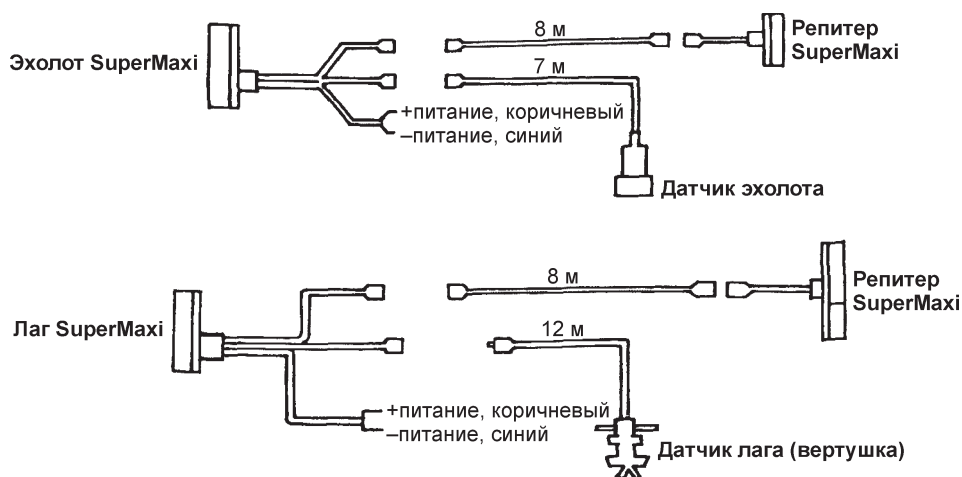 Эхолот SuperMaxi
8 м
Репитер
SuperMaxi
7 м
+питание, коричневый
–питание, синий
Датчик эхолота
Лаг SuperMaxi
8 м
Репитер
SuperMaxi
12 м
+питание, коричневый
–питание, синий
Датчик лага (вертушка)